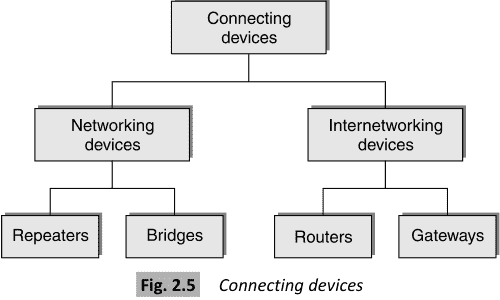 Connecting
devices
Networking
devices
Internetworking
devices
Repeaters
Bridges
Routers
Gateways
Fig. 2.5 Connecting devices